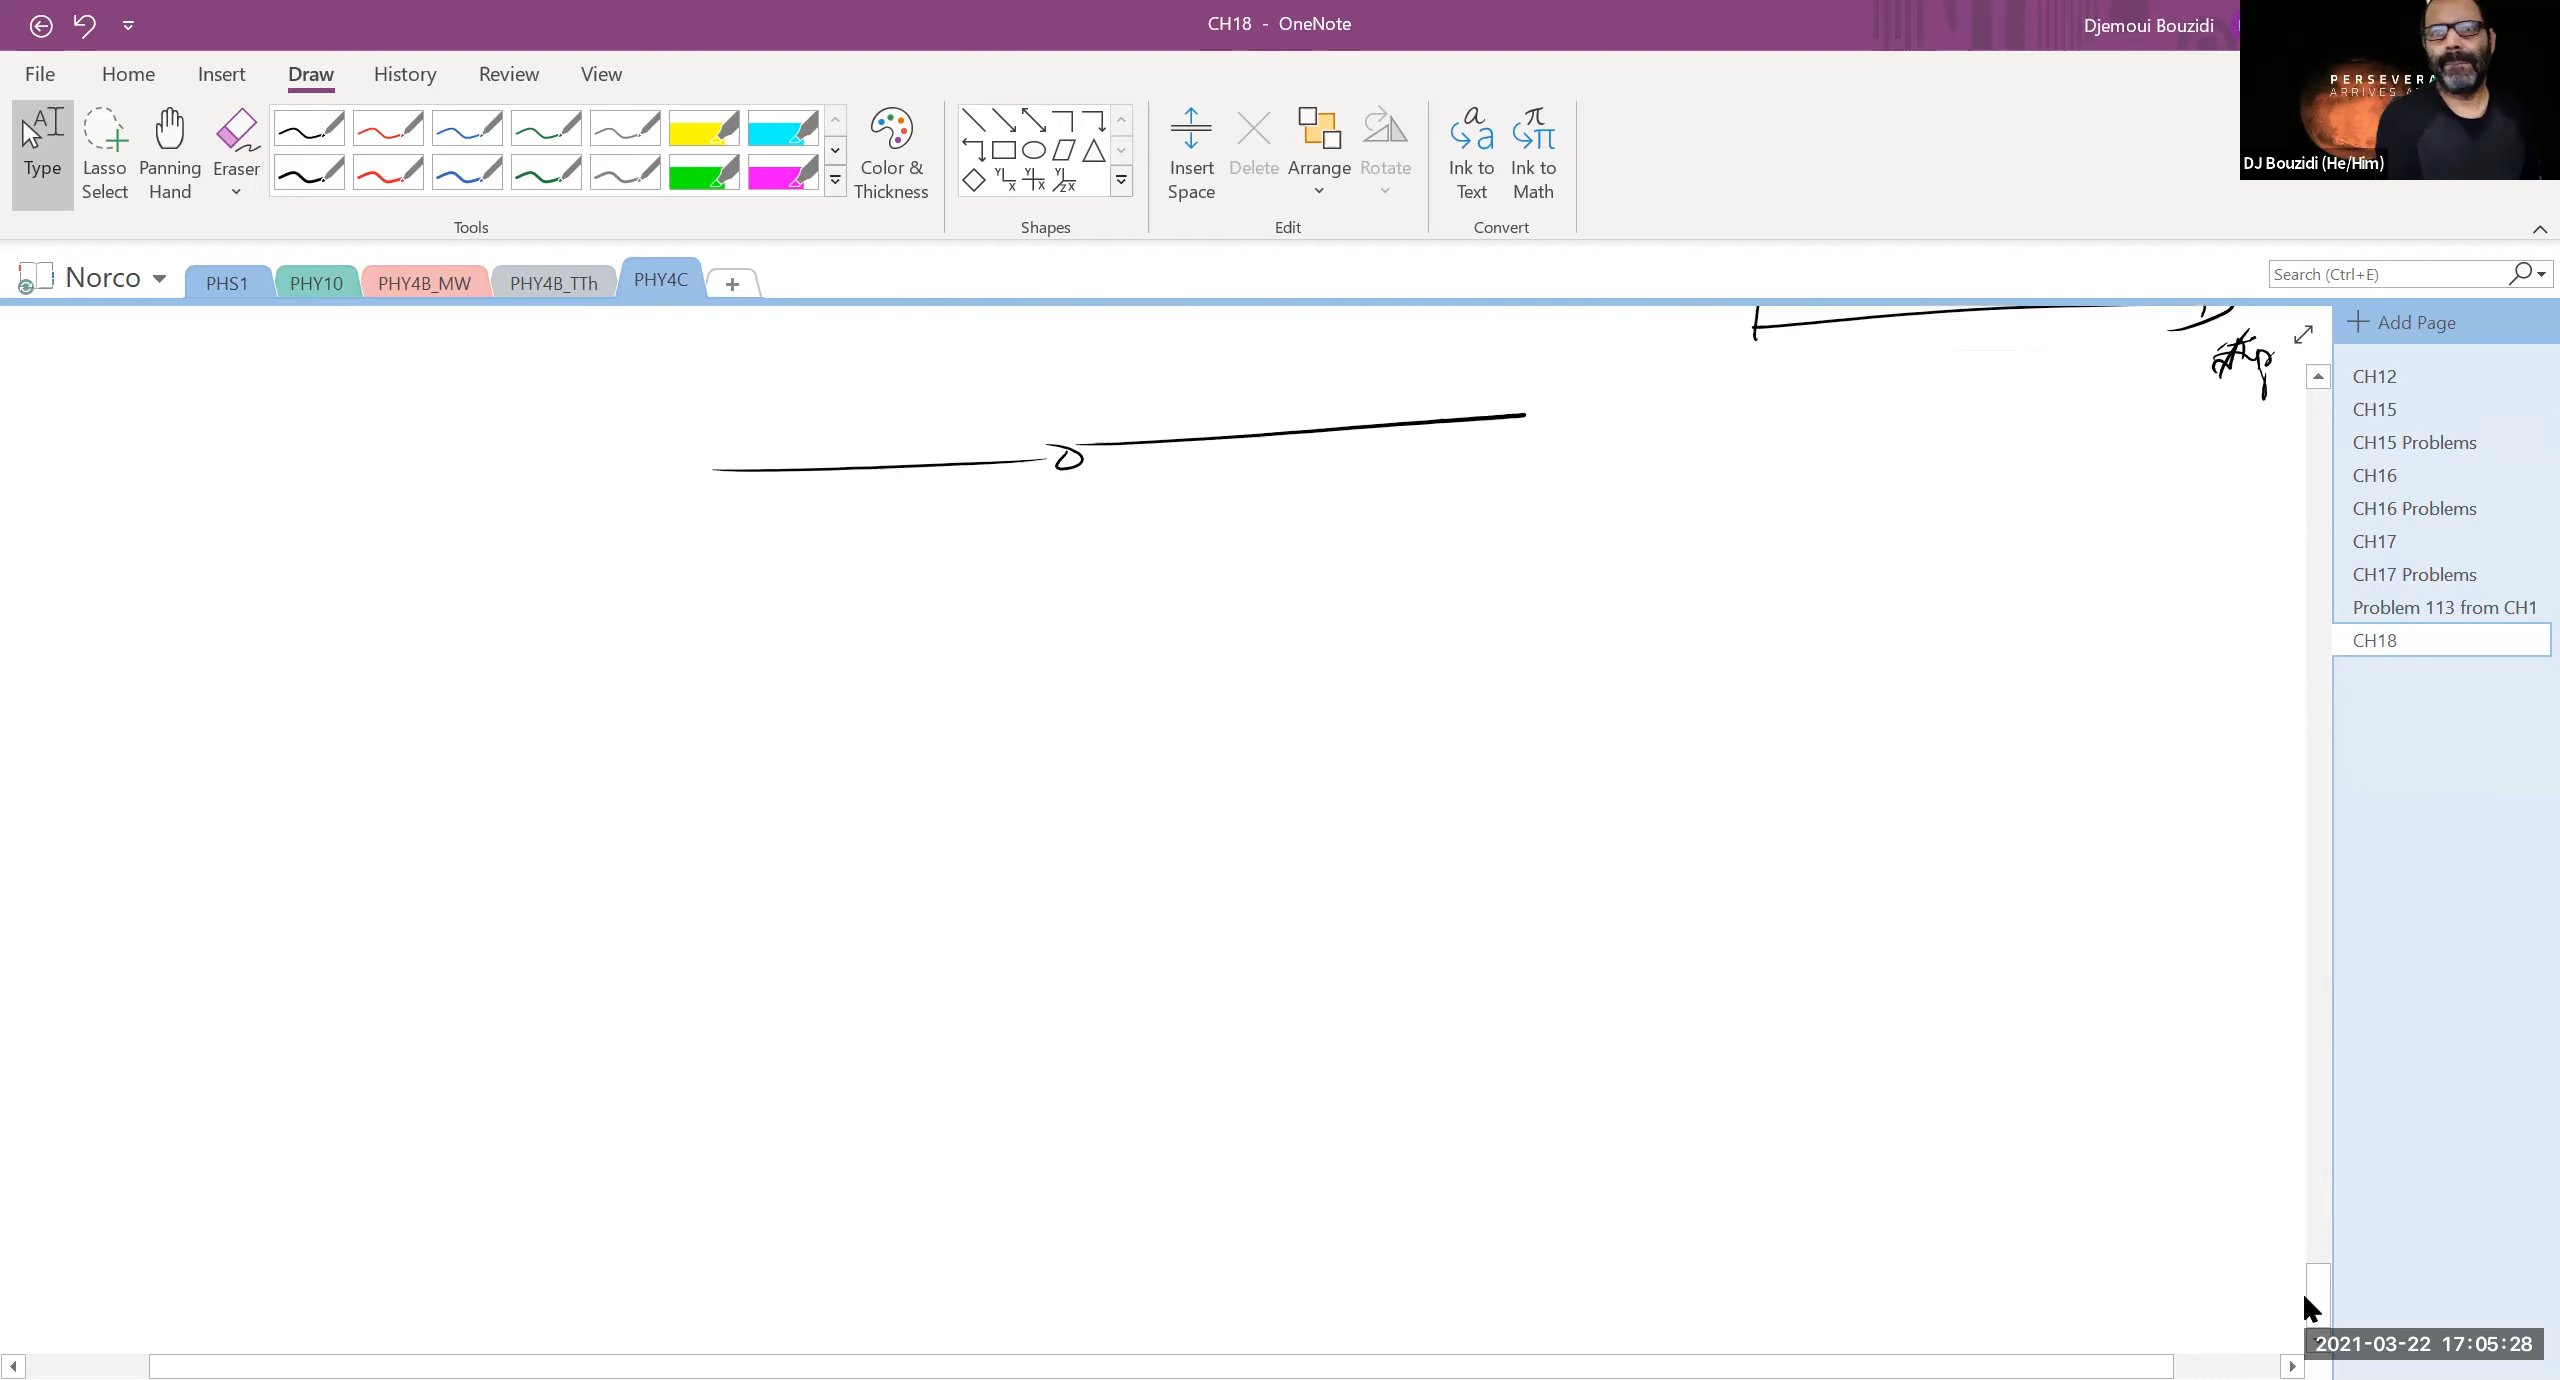 CH18 - OneNote
Djemoui Bouzidi
PERSEVERA
ARRIVES
DJ Bouzidi (He/Him)
File Home Insert Draw History Review View
Type
Lasso Select
Panning Hand
Eraser
Color & Thickness
Insert Space
Delete
Arrange
Rotate
Ink to Text
Ink to Math
Tools
Shapes
Edit
Convert
Norco
PHS1 PHY10 PHY4B_MW PHY4B_TTh PHY4C
Search (Ctrl+E)
Add Page
CH12
CH15
CH15 Problems
CH16
CH16 Problems
CH17
CH17 Problems
Problem 113 from CH1
CH18
2021-03-22 17:05:28